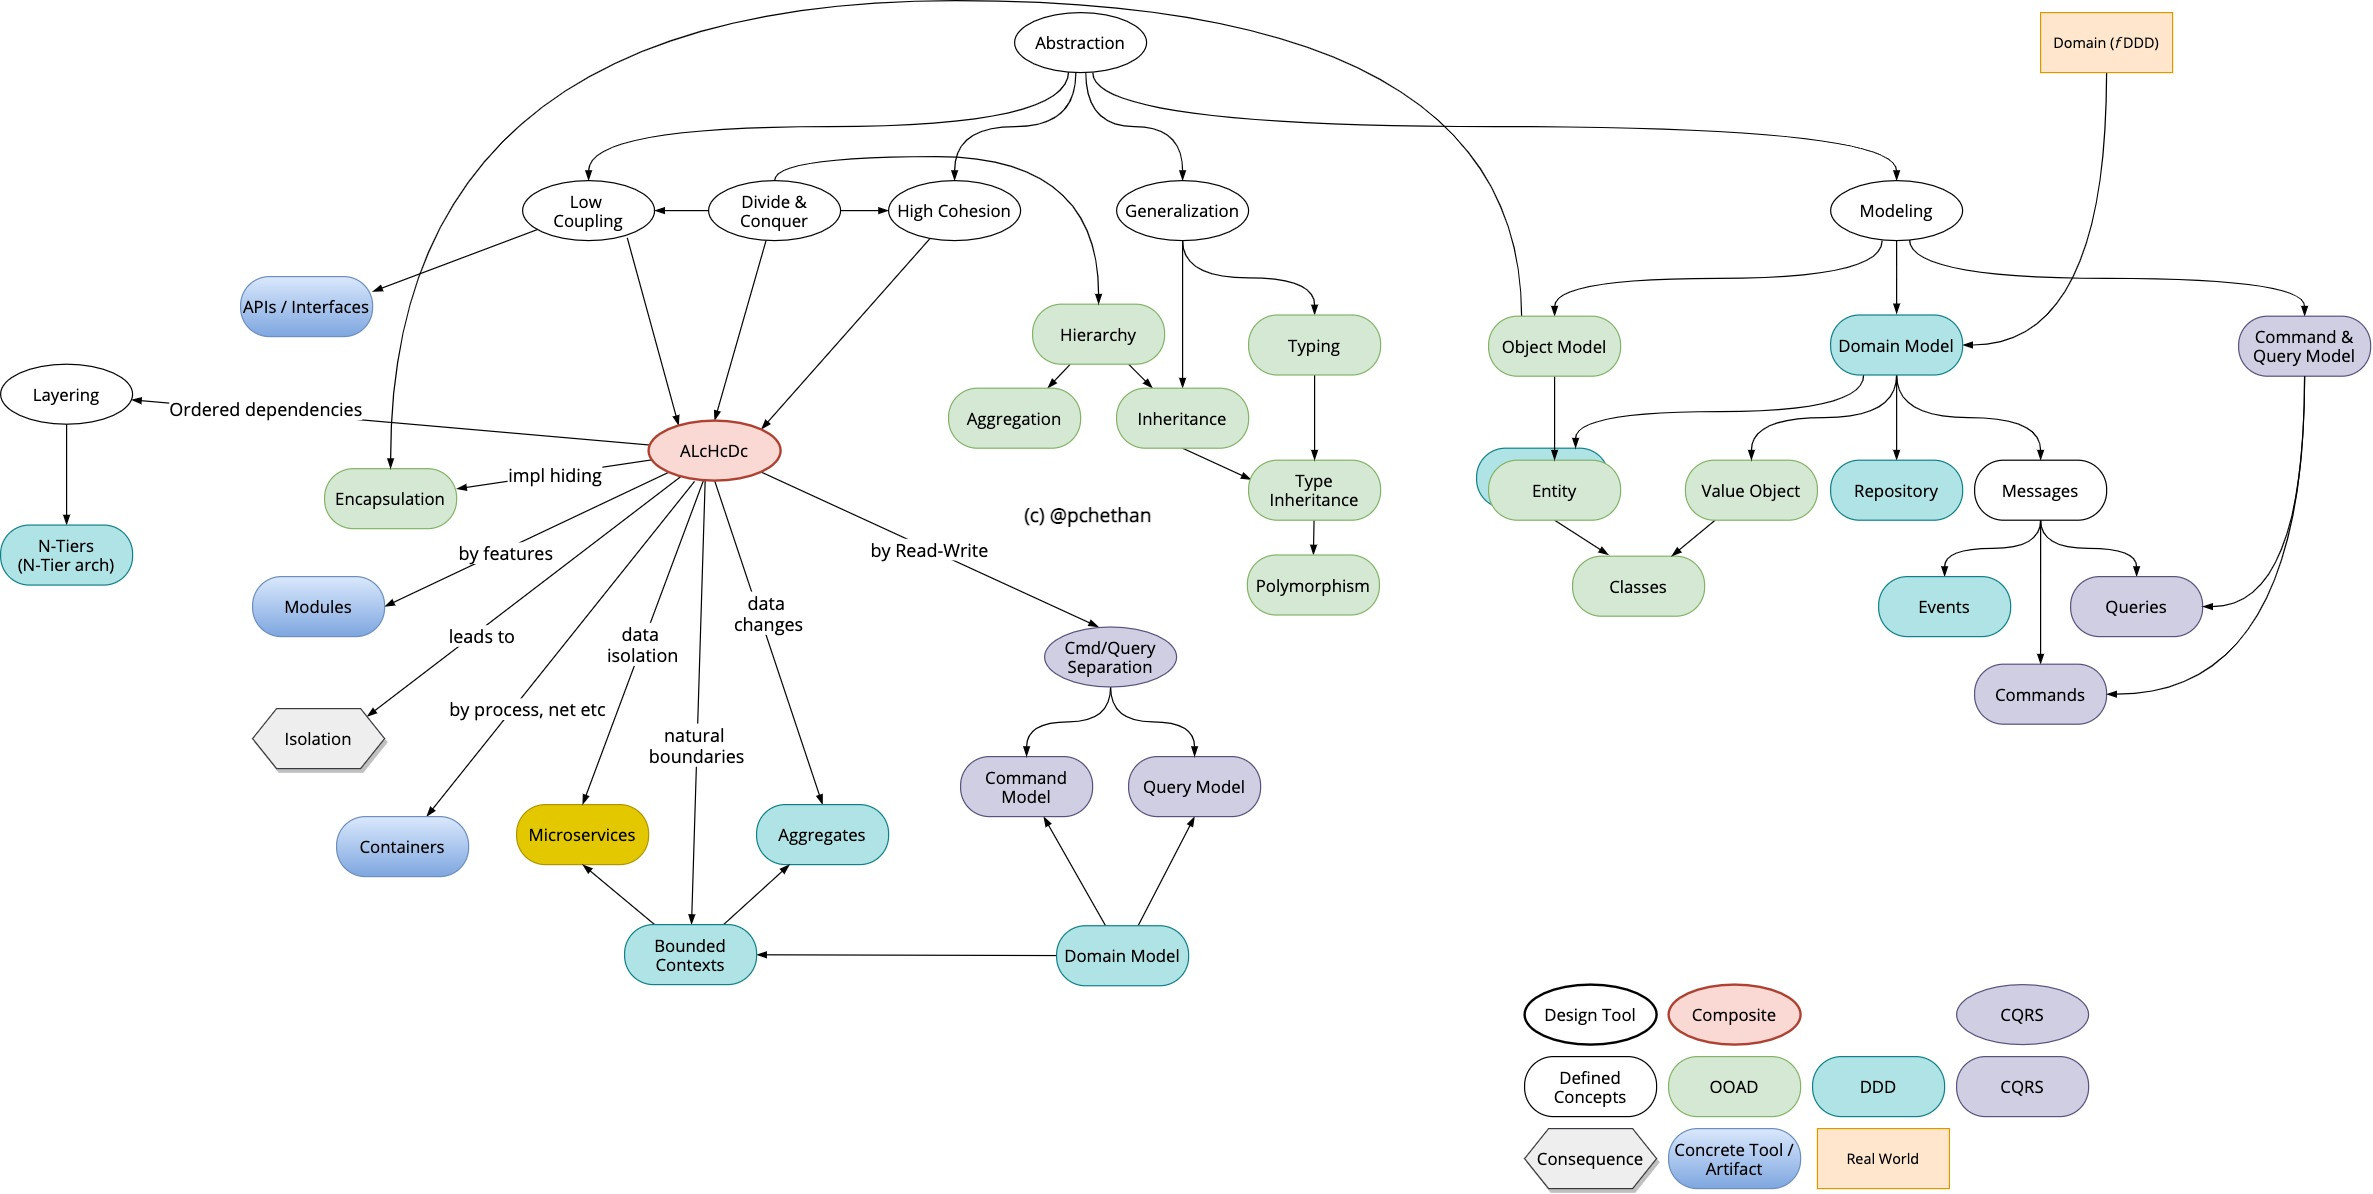 Abstraction
Domain (f DDD)
Low
Coupling
Divide &
Conquer
High Cohesion
Generalization
Modeling
APIs / Interfaces
Hierarchy
Typing
Object Model
Domain Model
Command &
Query Model
Layering
Ordered dependencies
Aggregation
Inheritance
ALcHcDc
impl hiding
Encapsulation
Type
Inheritance
Entity
Value Object
Repository
Messages
(c) @pchethan
N-Tiers
(N-Tier arch)
by features
by Read-Write
Polymorphism
Classes
Modules
Events
Queries
data
changes
leads to
data
isolation
Cmd/Query
Separation
Commands
by process, net etc
Isolation
natural
boundaries
Command
Model
Query Model
Containers
Microservices
Aggregates
Bounded
Contexts
Domain Model
Design Tool
Composite
CQRS
Defined
Concepts
OOAD
DDD
CQRS
Consequence
Concrete Tool /
Artifact
Real World